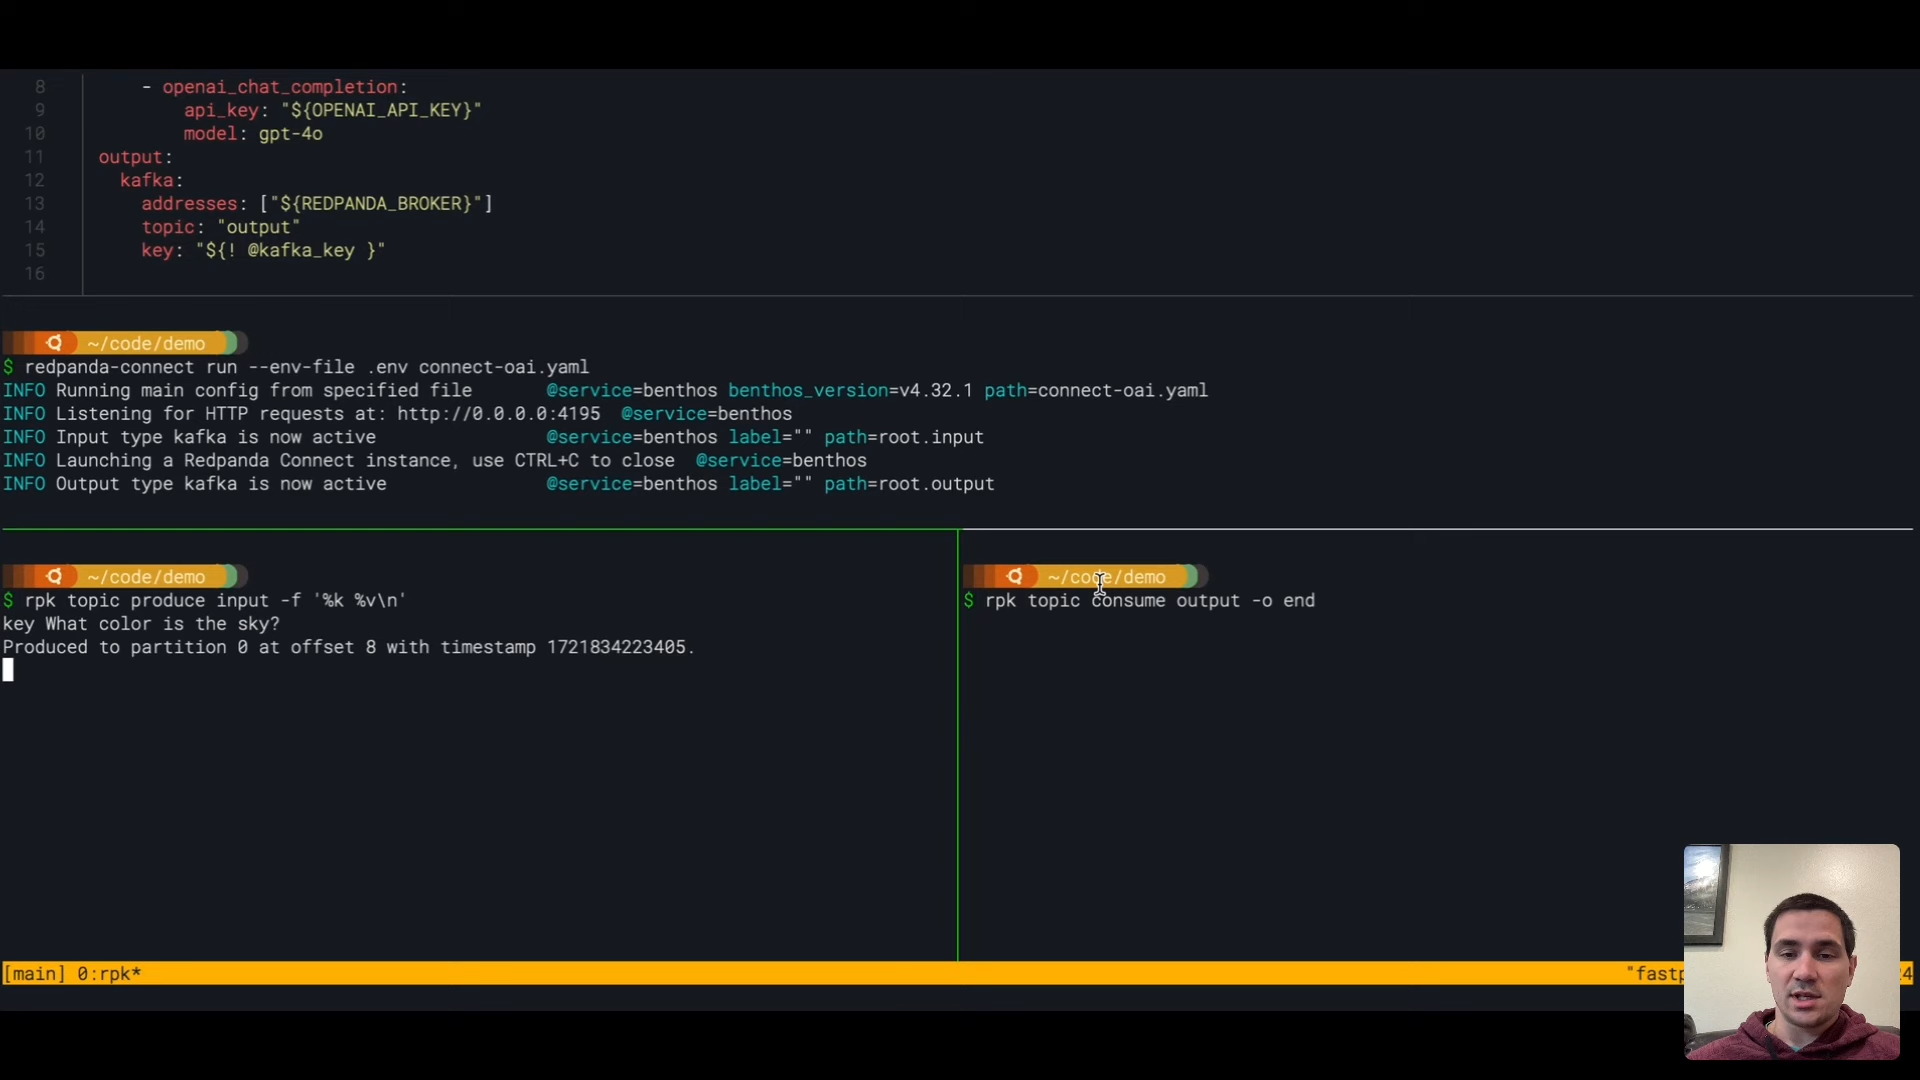 8 - openai_chat_completion:
9 api_key: "${OPENAI_API_KEY}"
10 model: gpt-4o
11 output:
12 kafka:
13 addresses: ["${REDPANDA_BROKER}"]
14 topic: "output"
15 key: "${! @kafka_key }"
16
~/code/demo
$ redpanda-connect run --env-file .env connect-oai.yaml
INFO Running main config from specified file @service=benthos benthos_version=v4.32.1 path=connect-oai.yaml
INFO Listening for HTTP requests at: http://0.0.0.0:4195 @service=benthos
INFO Input type kafka is now active @service=benthos label="" path=root.input
INFO Launching a Redpanda Connect instance, use CTRL+C to close @service=benthos
INFO Output type kafka is now active @service=benthos label="" path=root.output
~/code/demo
$ rpk topic produce input -f '%k %v\n'
key What color is the sky?
Produced to partition 0 at offset 8 with timestamp 1721834223405.
~/code/demo
$ rpk topic consume output -o end
[main] 0:rpk*